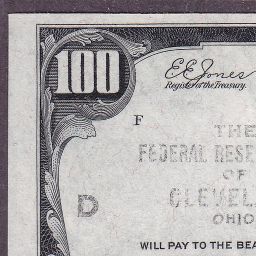 100
E E Jones
Register of the Treasury.
F
THE
FEDERAL RESE
OF
D
CLEVEL
OHIO
WILL PAY TO THE BEA